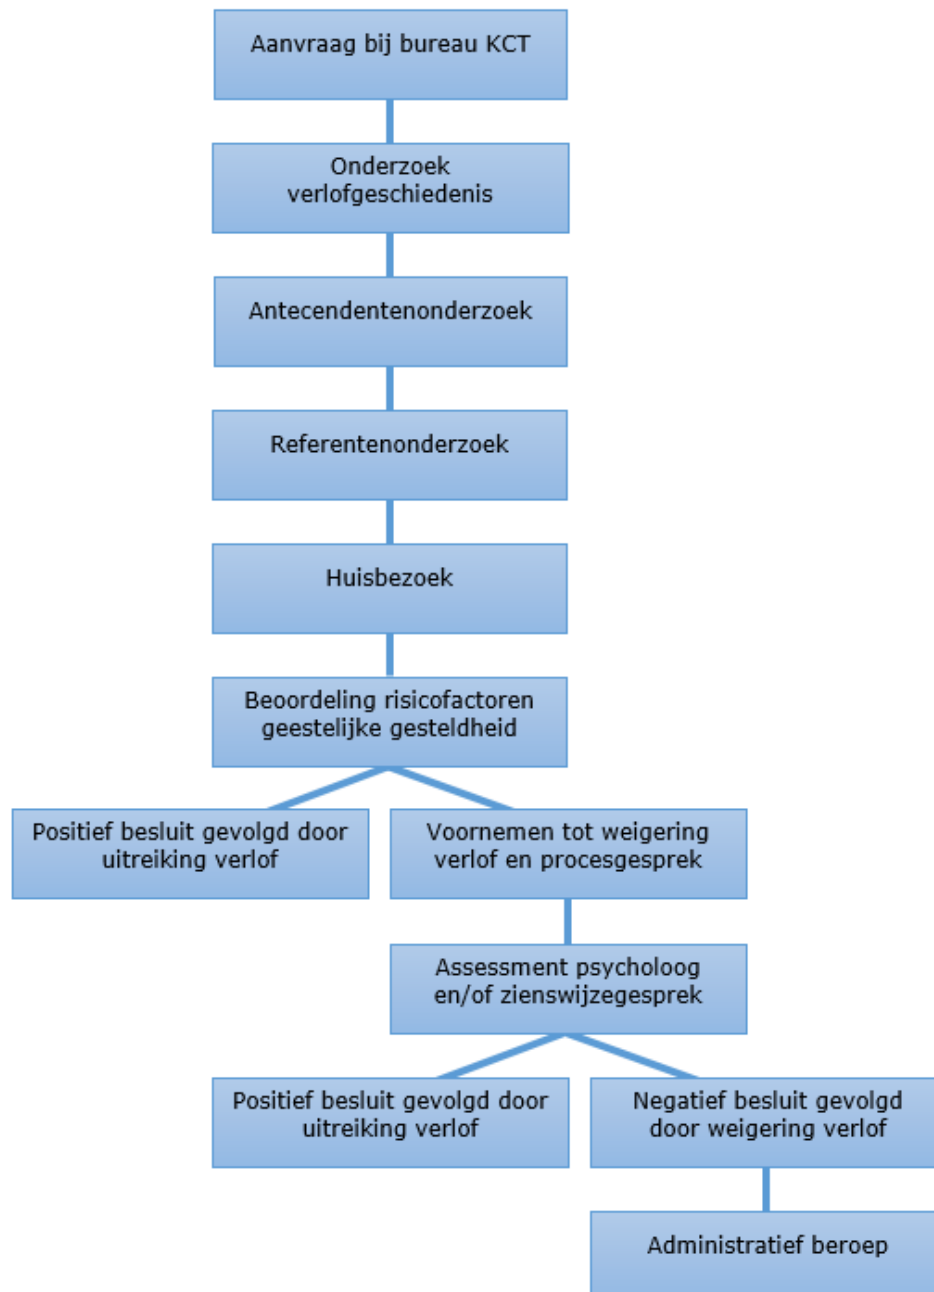 Aanvraag bij bureau KCT
Onderzoek
verlofgeschiedenis
Antecendentenonderzoek
Referentenonderzoek
Huisbezoek
Beoordeling risicofactoren
geestelijke gesteldheid
Positief besluit gevolgd door
uitreiking verlof
Voornemen tot weigering
verlof en procesgesprek
Assessment psycholoog
en/of zienswijzegesprek
Positief besluit gevolgd door
uitreiking verlof
Negatief besluit gevolgd
door weigering verlof
Administratief beroep